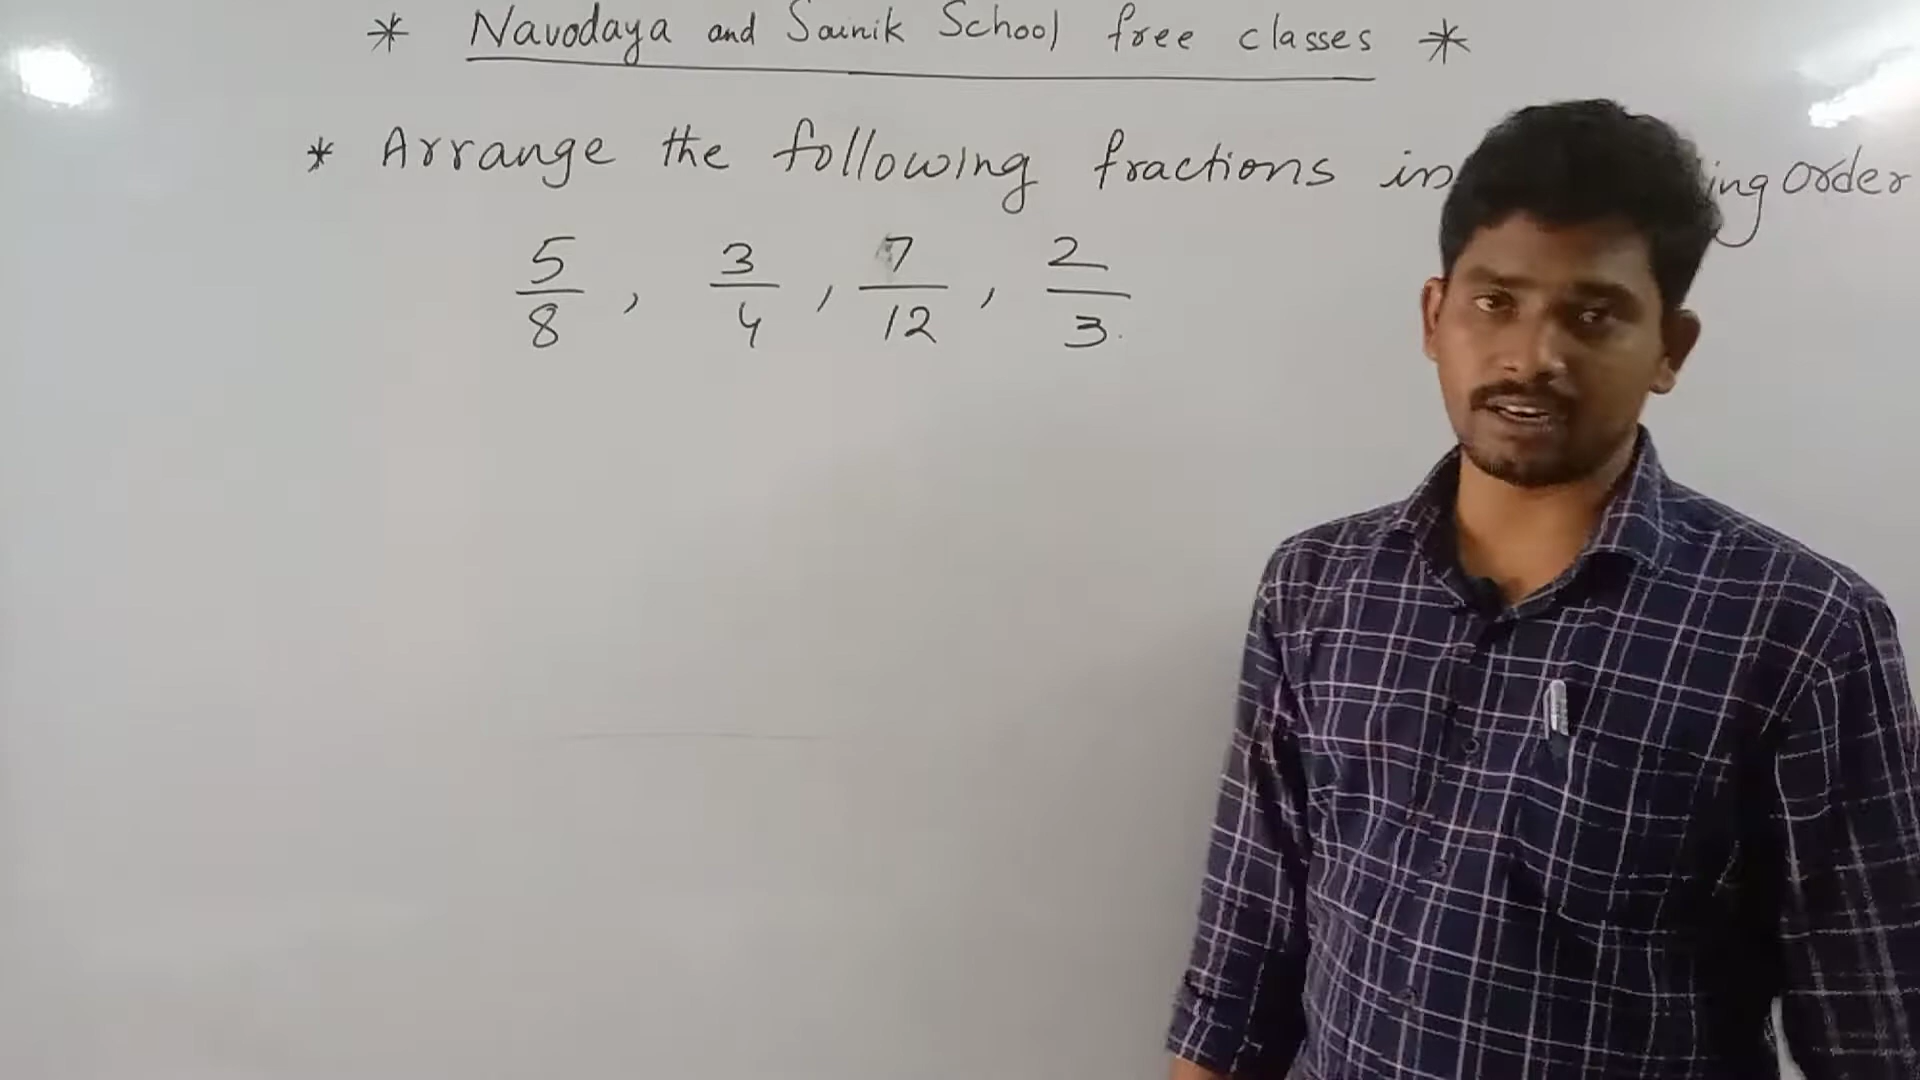 * Navodaya and Sainik School free classes *
* Arrange the following fractions in ing order
5/8 , 3/4 , 7/12 , 2/3